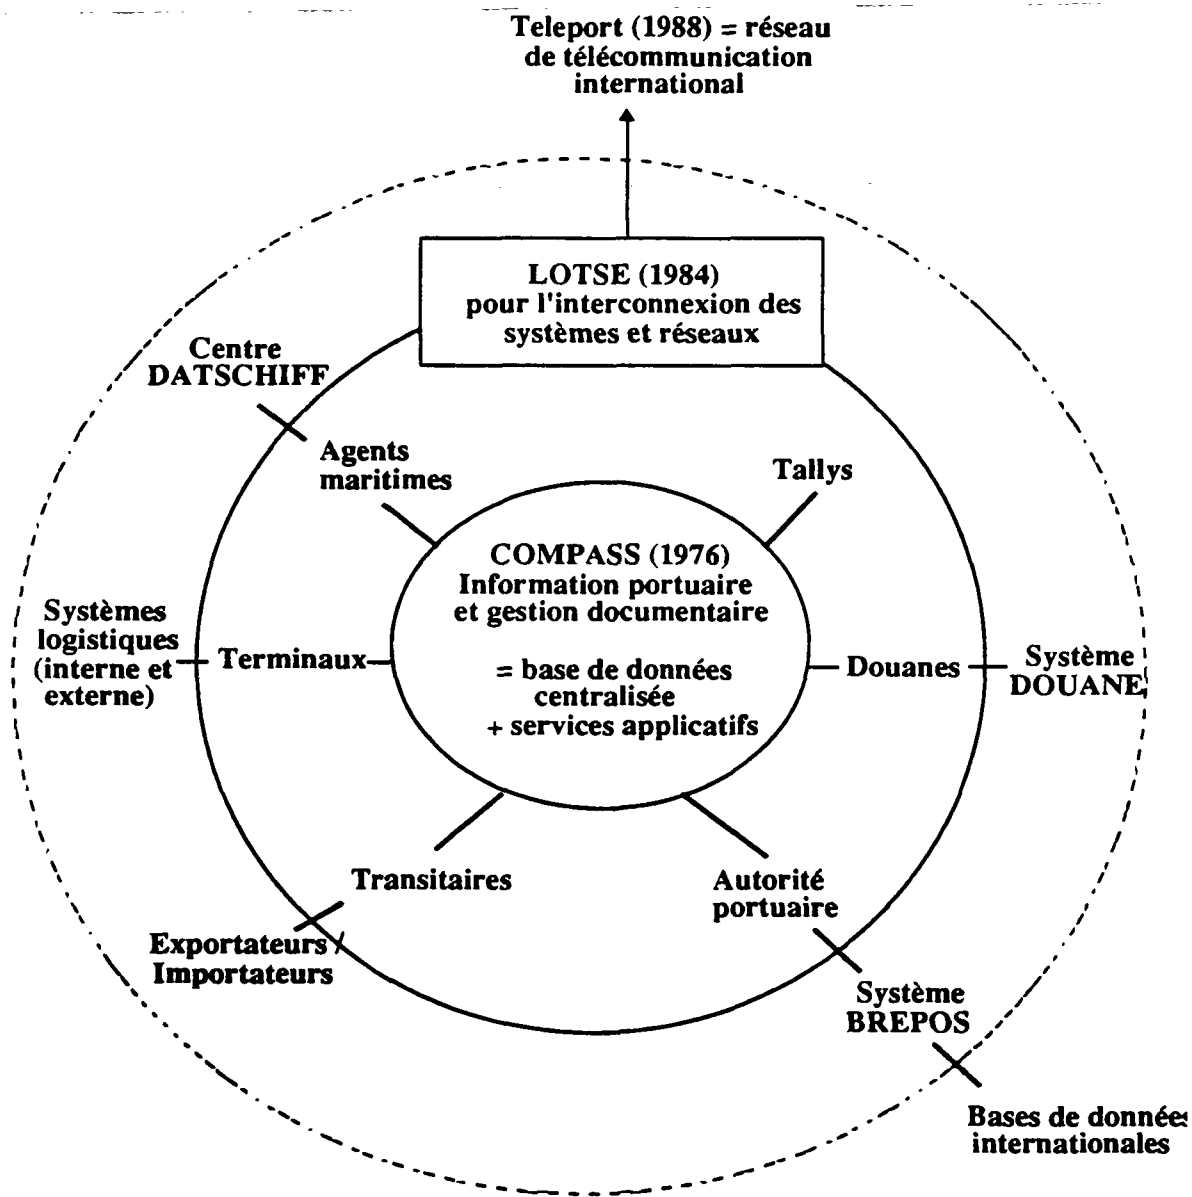 Teleport (1988) = réseau
de télécommunication
international
LOTSE (1984)
pour l'interconnexion des
systèmes et réseaux
Centre
DATSCHIFF
Agents
maritimes
Tallys
COMPASS (1976)
Information portuaire
et gestion documentaire
= base de données
centralisée
+ services applicatifs
Systèmes
logistiques
(interne et
externe)
Terminaux
Douanes
Système
DOUANE
Transitaires
Autorité
portuaire
Exportateurs /
Importateurs
Système
BREPOS
Bases de données
internationales